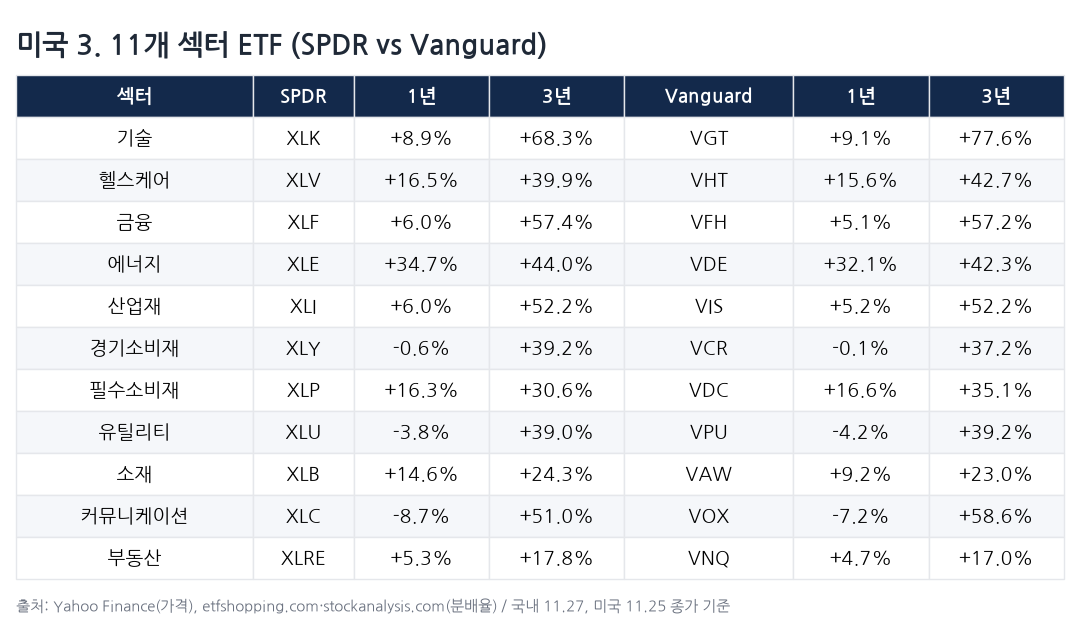 미국 3. 11개 섹터 ETF (SPDR vs Vanguard)
섹터 SPDR 1년 3년 Vanguard 1년 3년
기술 XLK +8.9% +68.3% VGT +9.1% +77.6%
헬스케어 XLV +16.5% +39.9% VHT +15.6% +42.7%
금융 XLF +6.0% +57.4% VFH +5.1% +57.2%
에너지 XLE +34.7% +44.0% VDE +32.1% +42.3%
산업재 XLI +6.0% +52.2% VIS +5.2% +52.2%
경기소비재 XLY -0.6% +39.2% VCR -0.1% +37.2%
필수소비재 XLP +16.3% +30.6% VDC +16.6% +35.1%
유틸리티 XLU -3.8% +39.0% VPU -4.2% +39.2%
소재 XLB +14.6% +24.3% VAW +9.2% +23.0%
커뮤니케이션 XLC -8.7% +51.0% VOX -7.2% +58.6%
부동산 XLRE +5.3% +17.8% VNQ +4.7% +17.0%
출처: Yahoo Finance(가격), etfshopping.com·stockanalysis.com(분배율) / 국내 11.27, 미국 11.25 종가 기준